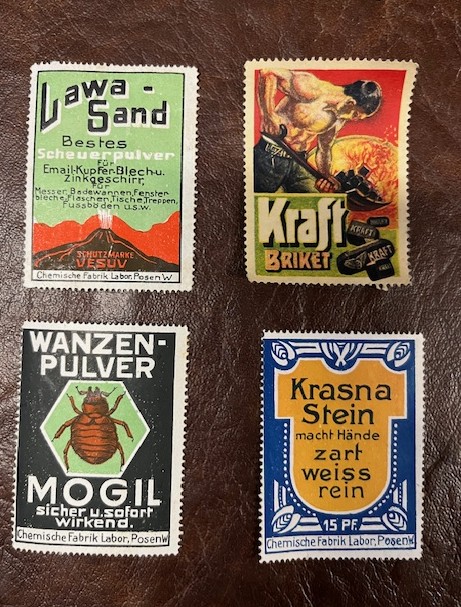 Lawa-
Sand
Bestes
Scheuerpulver
für
Email-Kupfer-Blech-u.
Zinkgeschirr,
für
Messer, Badewannen, Fenster-
bleche, Flaschen, Tische, Treppen,
Fussböden u.s.w.
SCHUTZMARKE
VESUV
Chemische Fabrik Labor, Posen W
Kraft
BRIKET
KRAFT
KRAFT
WANZEN-
PULVER
MOGIL
sicher u. sofort
wirkend.
Chemische Fabrik Labor, Posen W
Krasna
Stein
macht Hände
zart
weiss
rein
15 PF.
Chemische Fabrik Labor, Posen W